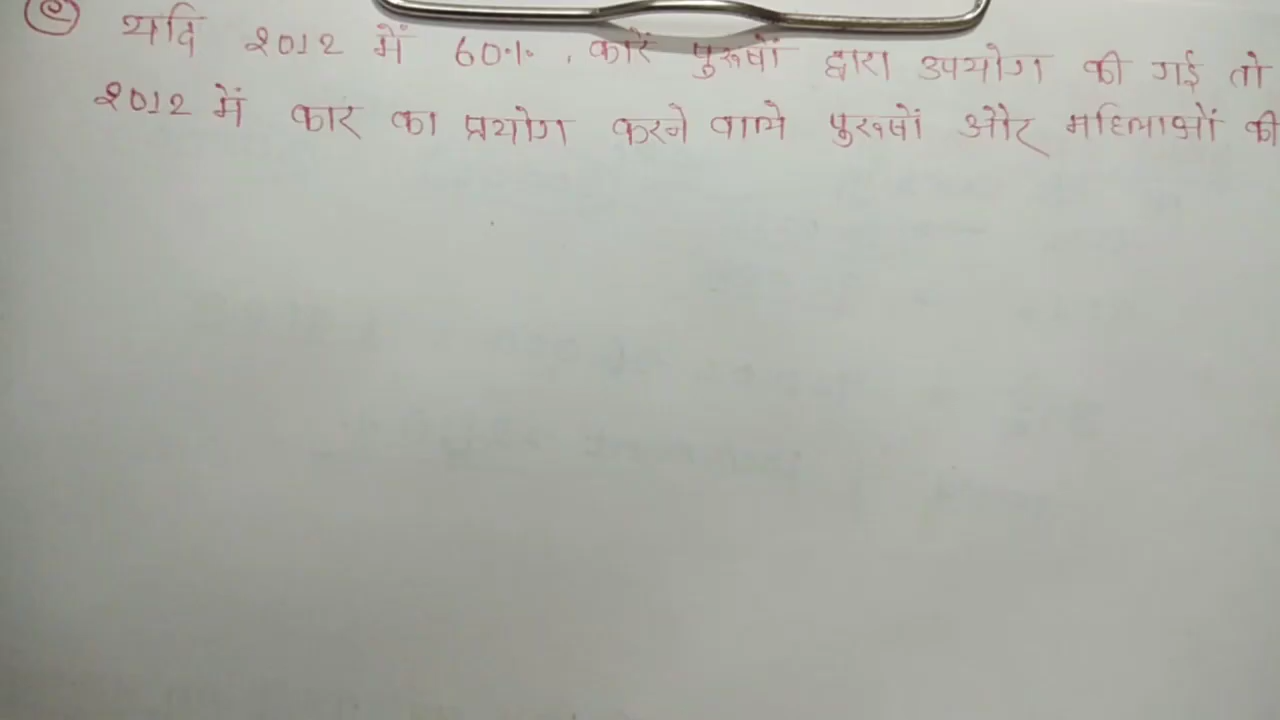 (e) यदि 2012 में 60% कारें पुरुषों द्वारा उपयोग की गई तो
2012 में कार का प्रयोग करने वाले पुरुषों और महिलाओं की